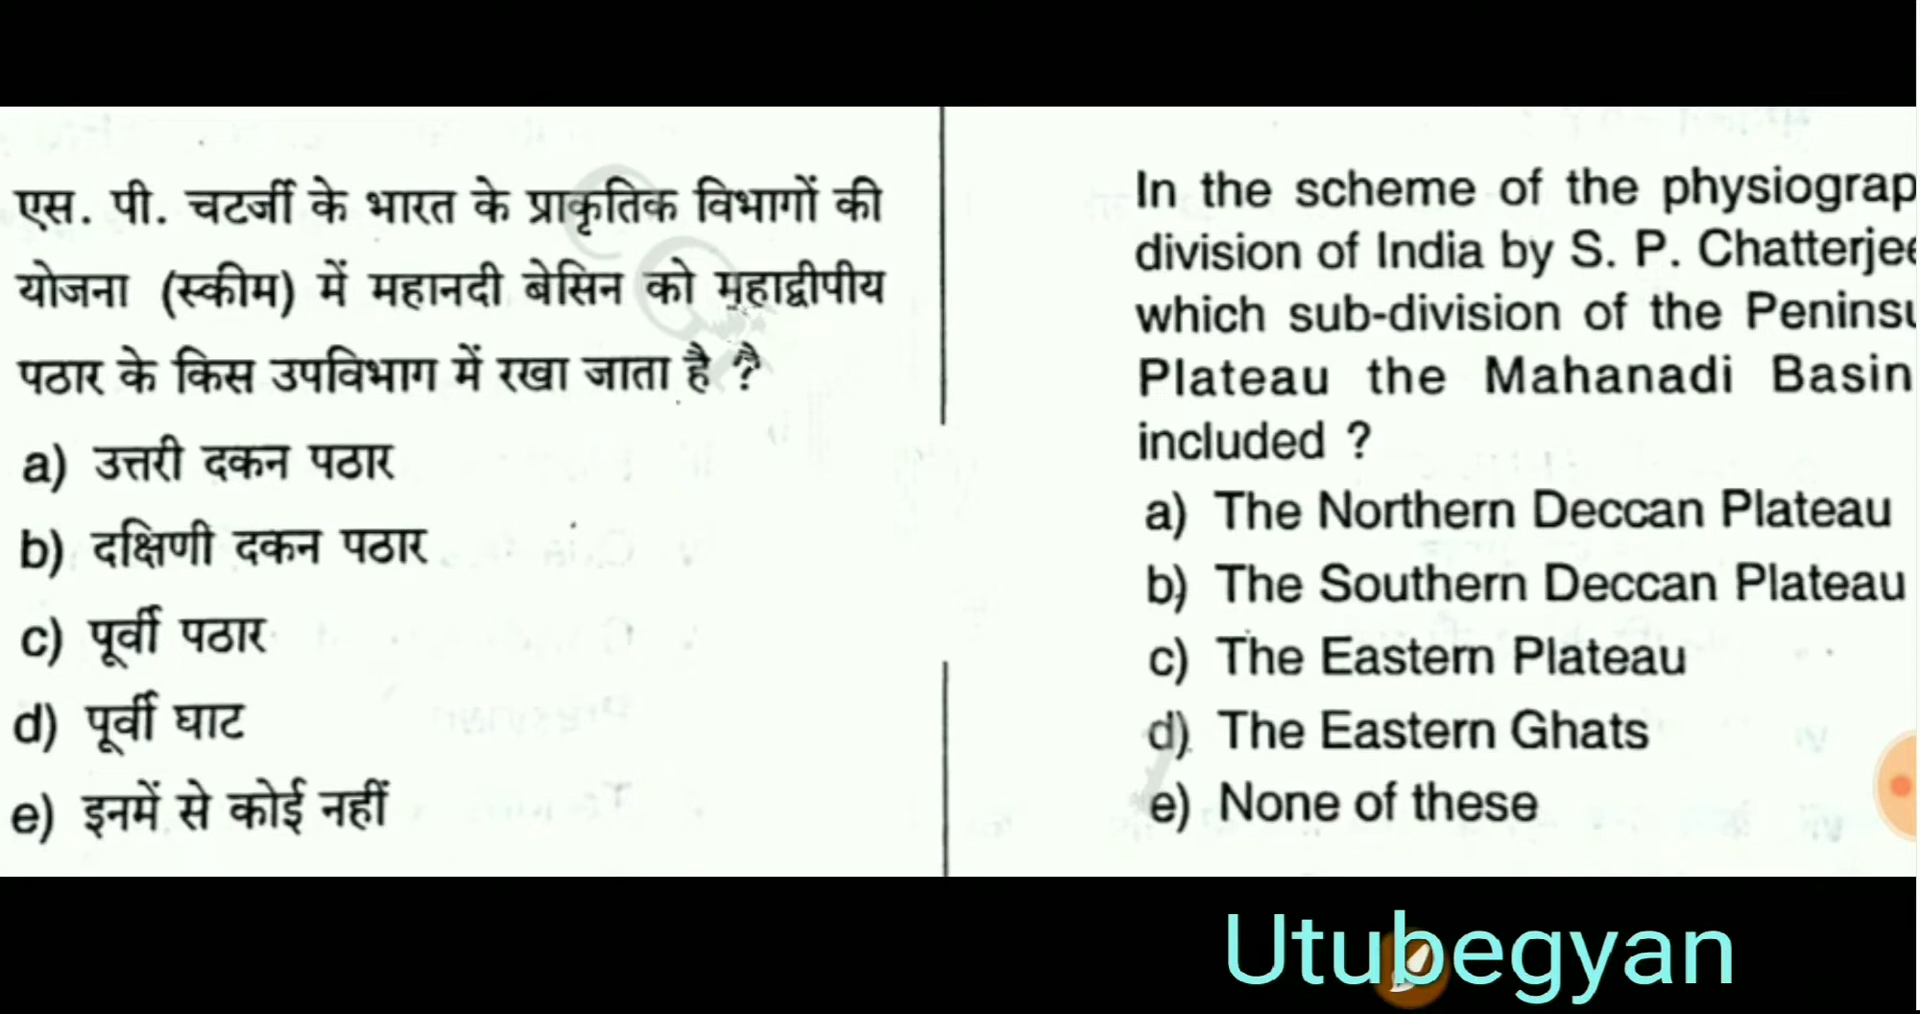 एस. पी. चटर्जी के भारत के प्राकृतिक विभागों की
योजना (स्कीम) में महानदी बेसिन को महाद्वीपीय
पठार के किस उपविभाग में रखा जाता है ?
a) उत्तरी दकन पठार
b) दक्षिणी दकन पठार
c) पूर्वी पठार
d) पूर्वी घाट
e) इनमें से कोई नहीं
In the scheme of the physiograp
division of India by S. P. Chatterjee
which sub-division of the Peninsu
Plateau the Mahanadi Basin
included ?
a) The Northern Deccan Plateau
b) The Southern Deccan Plateau
c) The Eastern Plateau
d) The Eastern Ghats
e) None of these
Utubegyan